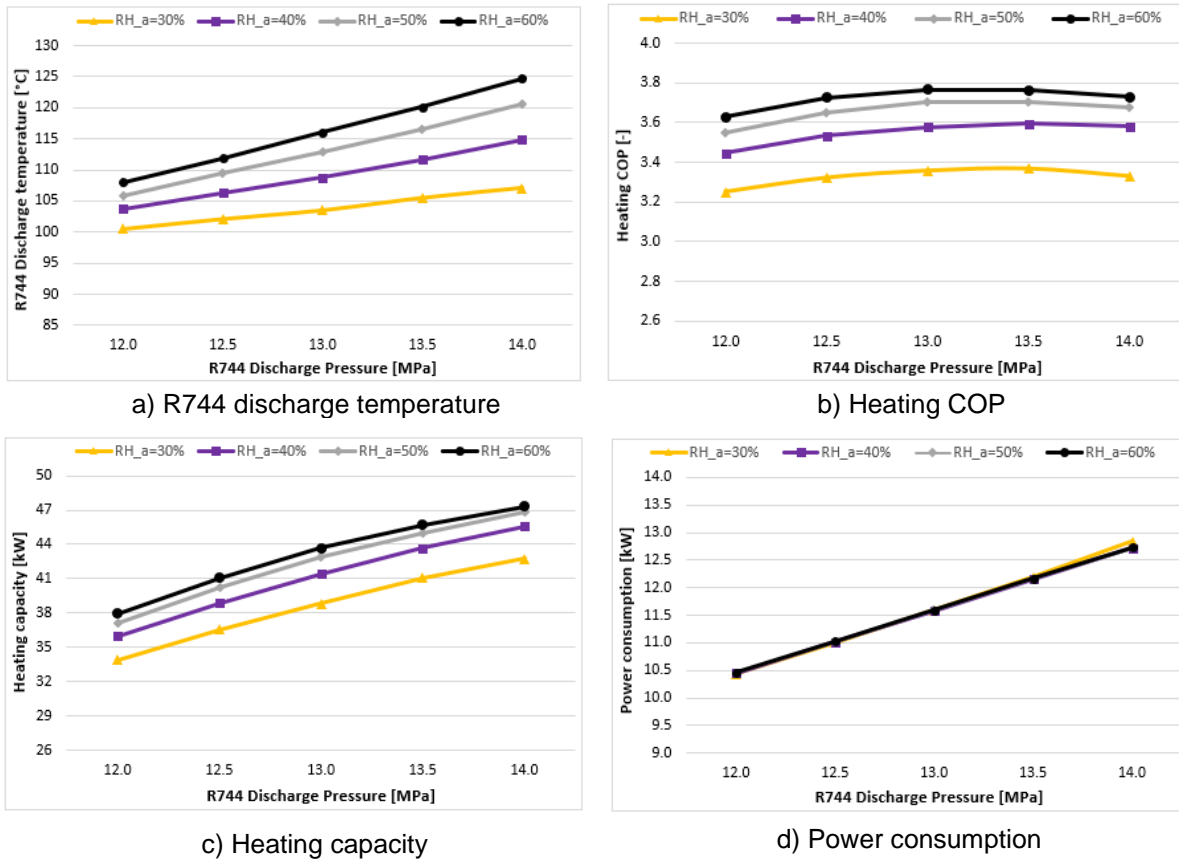 RH_a=30% RH_a=40% RH_a=50% RH_a=60%
130
125
120
115
110
105
100
95
90
85
R744 Discharge temperature [°C]
12.0 12.5 13.0 13.5 14.0
R744 Discharge Pressure [MPa]
a) R744 discharge temperature
RH_a=30% RH_a=40% RH_a=50% RH_a=60%
4.0
3.8
3.6
3.4
3.2
3.0
2.8
2.6
Heating COP [-]
12.0 12.5 13.0 13.5 14.0
R744 Discharge Pressure [MPa]
b) Heating COP
RH_a=30% RH_a=40% RH_a=50% RH_a=60%
50
47
44
41
38
35
32
29
26
Heating capacity [kW]
12.0 12.5 13.0 13.5 14.0
R744 Discharge Pressure [MPa]
c) Heating capacity
RH_a=30% RH_a=40% RH_a=50% RH_a=60%
14.0
13.5
13.0
12.5
12.0
11.5
11.0
10.5
10.0
9.5
9.0
Power consumption [kW]
12.0 12.5 13.0 13.5 14.0
R744 Discharge Pressure [MPa]
d) Power consumption